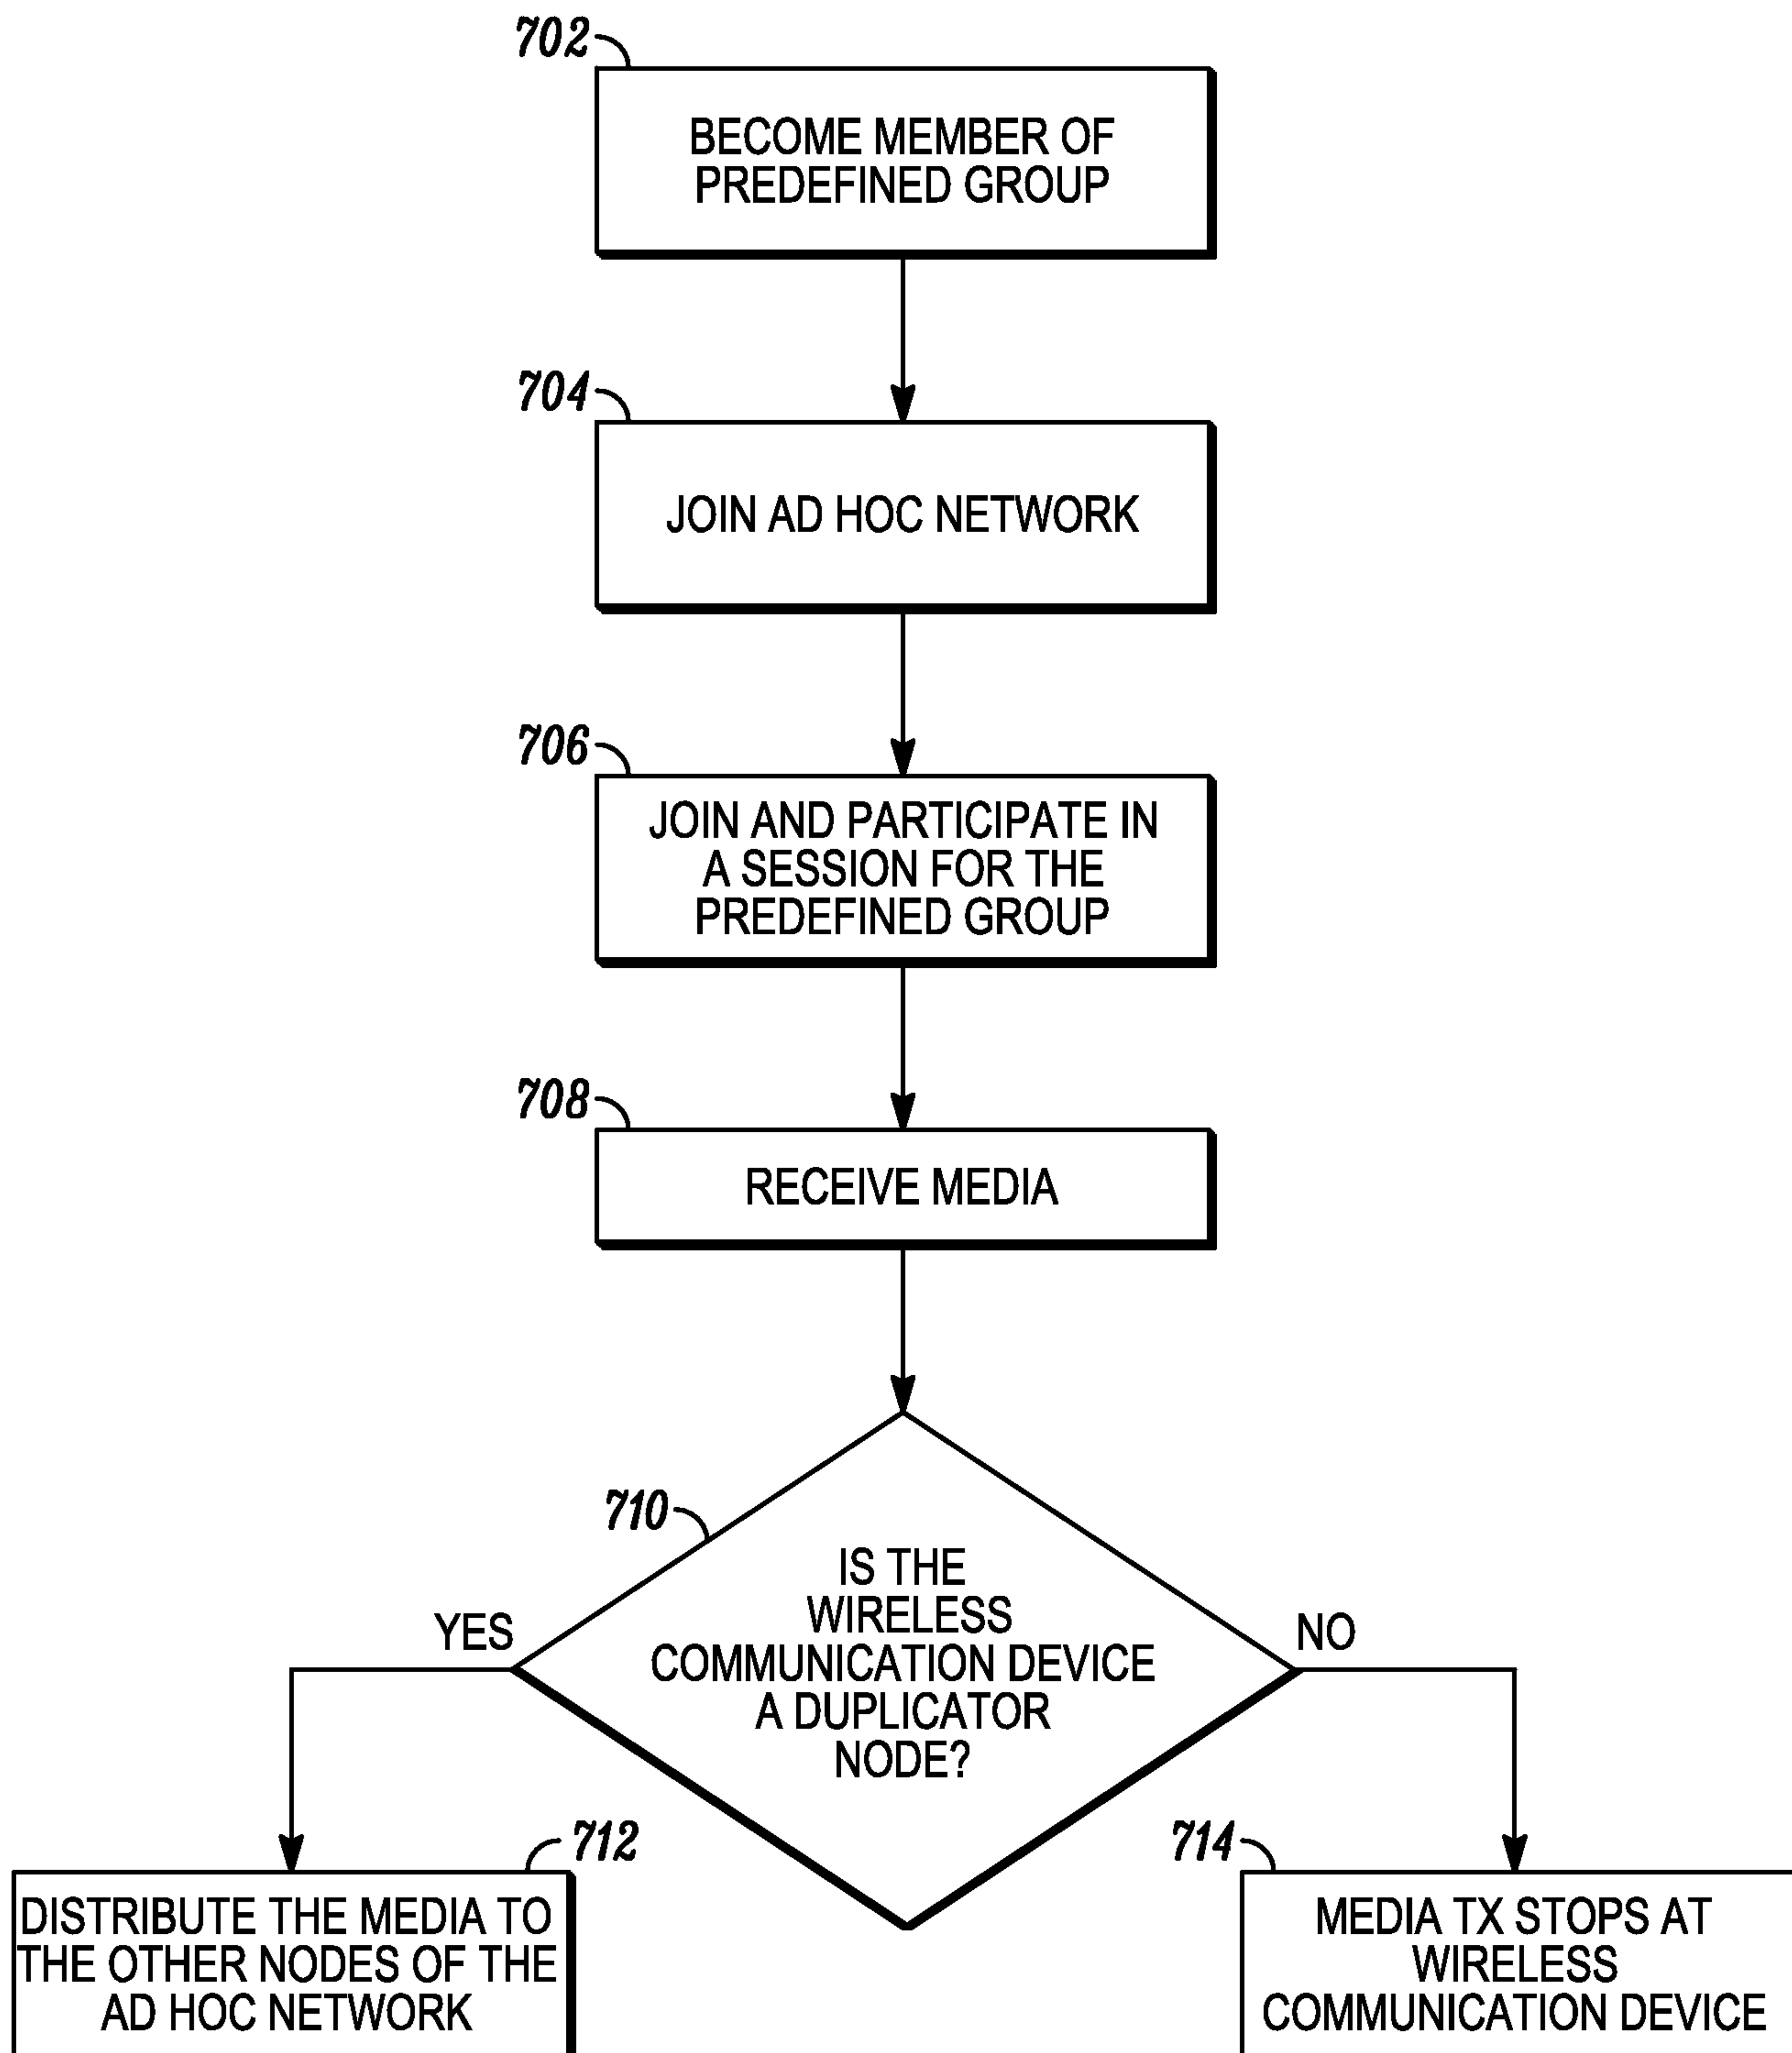 702
BECOME MEMBER OF
PREDEFINED GROUP
704
JOIN AD HOC NETWORK
706
JOIN AND PARTICIPATE IN
A SESSION FOR THE
PREDEFINED GROUP
708
RECEIVE MEDIA
710
IS THE
WIRELESS
COMMUNICATION DEVICE
A DUPLICATOR
NODE?
YES
NO
712
DISTRIBUTE THE MEDIA TO
THE OTHER NODES OF THE
AD HOC NETWORK
714
MEDIA TX STOPS AT
WIRELESS
COMMUNICATION DEVICE